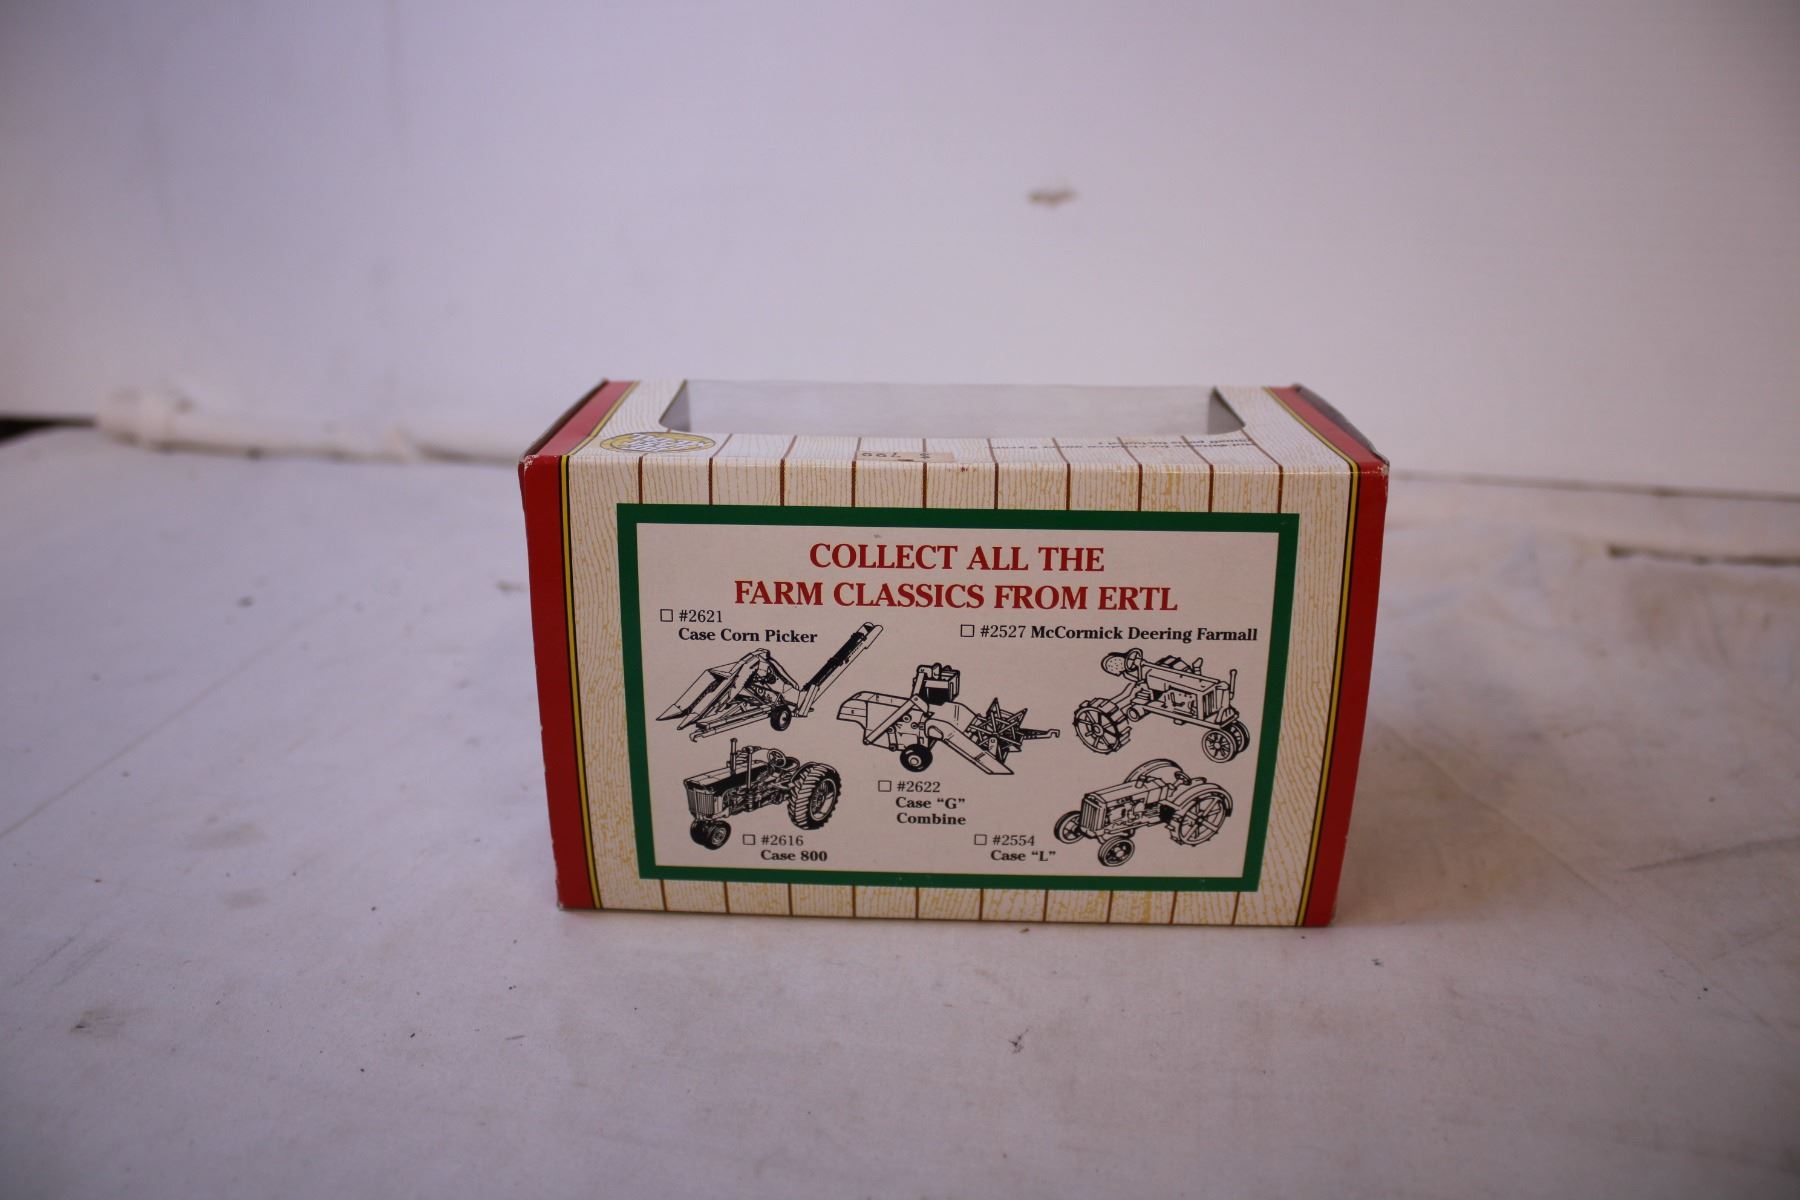 COLLECT ALL THE
FARM CLASSICS FROM ERTL
#2621
Case Corn Picker
#2527 McCormick Deering Farmall
#2622
Case “G”
Combine
#2616
Case 800
#2554
Case “L”